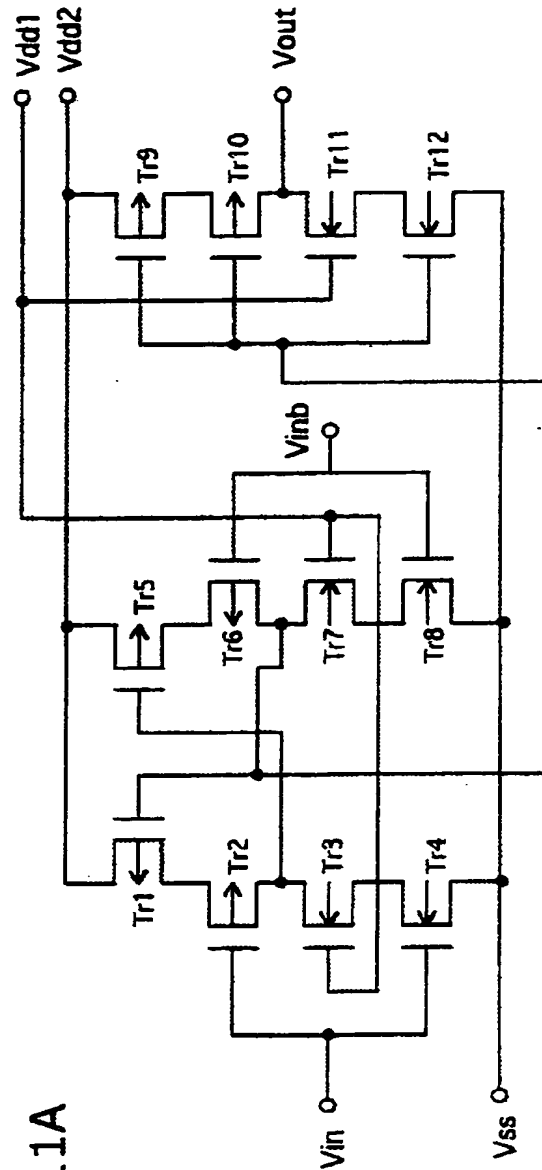 .1A
Vdd1
Vdd2
Tr1
Tr5
Tr9
Tr2
Tr6
Tr10
Vinb
Vin
Vout
Tr3
Tr7
Tr11
Tr4
Tr8
Tr12
Vss